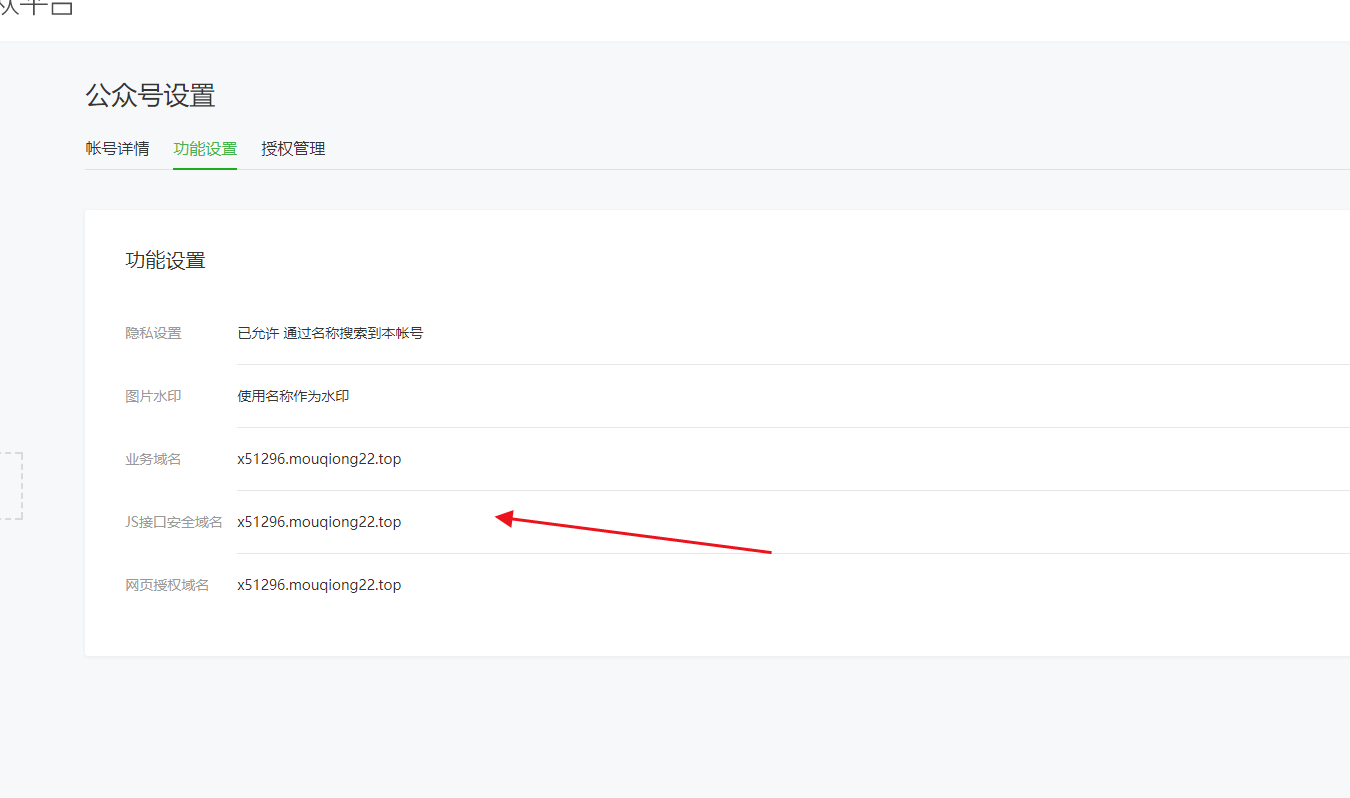 众平台
公众号设置
帐号详情 功能设置 授权管理
功能设置
隐私设置 已允许 通过名称搜索到本帐号
图片水印 使用名称作为水印
业务域名 x51296.mouqiong22.top
JS接口安全域名 x51296.mouqiong22.top
网页授权域名 x51296.mouqiong22.top